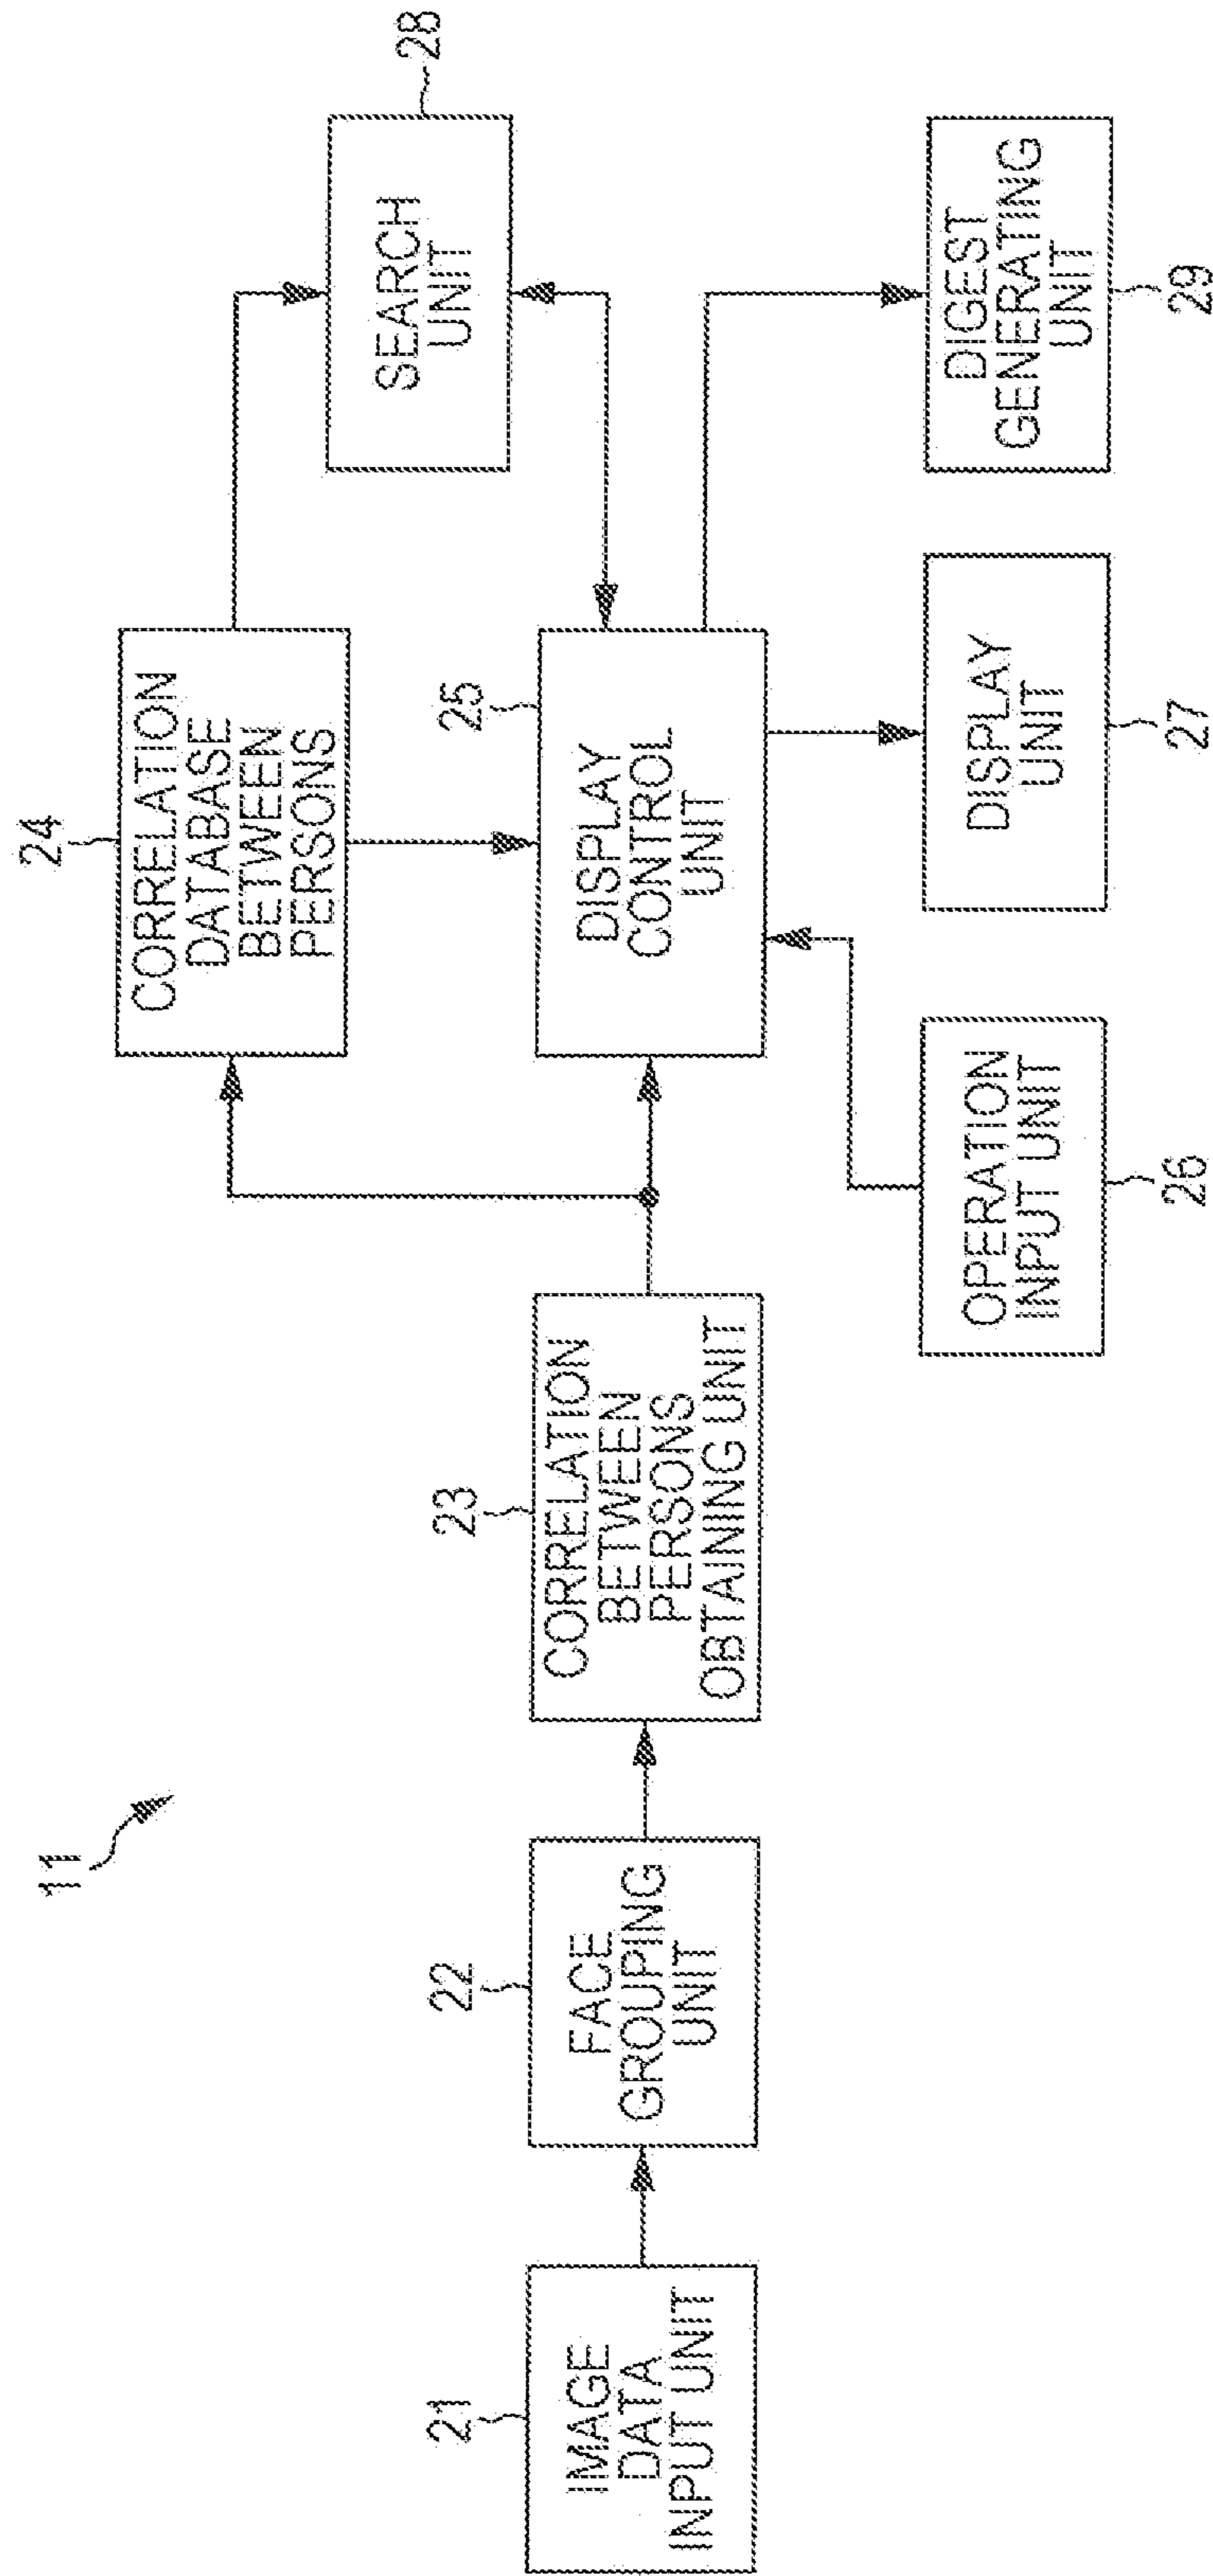 11
21
IMAGE
DATA
INPUT UNIT
22
FACE
GROUPING
UNIT
23
CORRELATION
BETWEEN
PERSONS
OBTAINING UNIT
24
CORRELATION
DATABASE
BETWEEN
PERSONS
25
DISPLAY
CONTROL
UNIT
OPERATION
INPUT UNIT
26
DISPLAY
UNIT
27
28
SEARCH
UNIT
DIGEST
GENERATING
UNIT
29